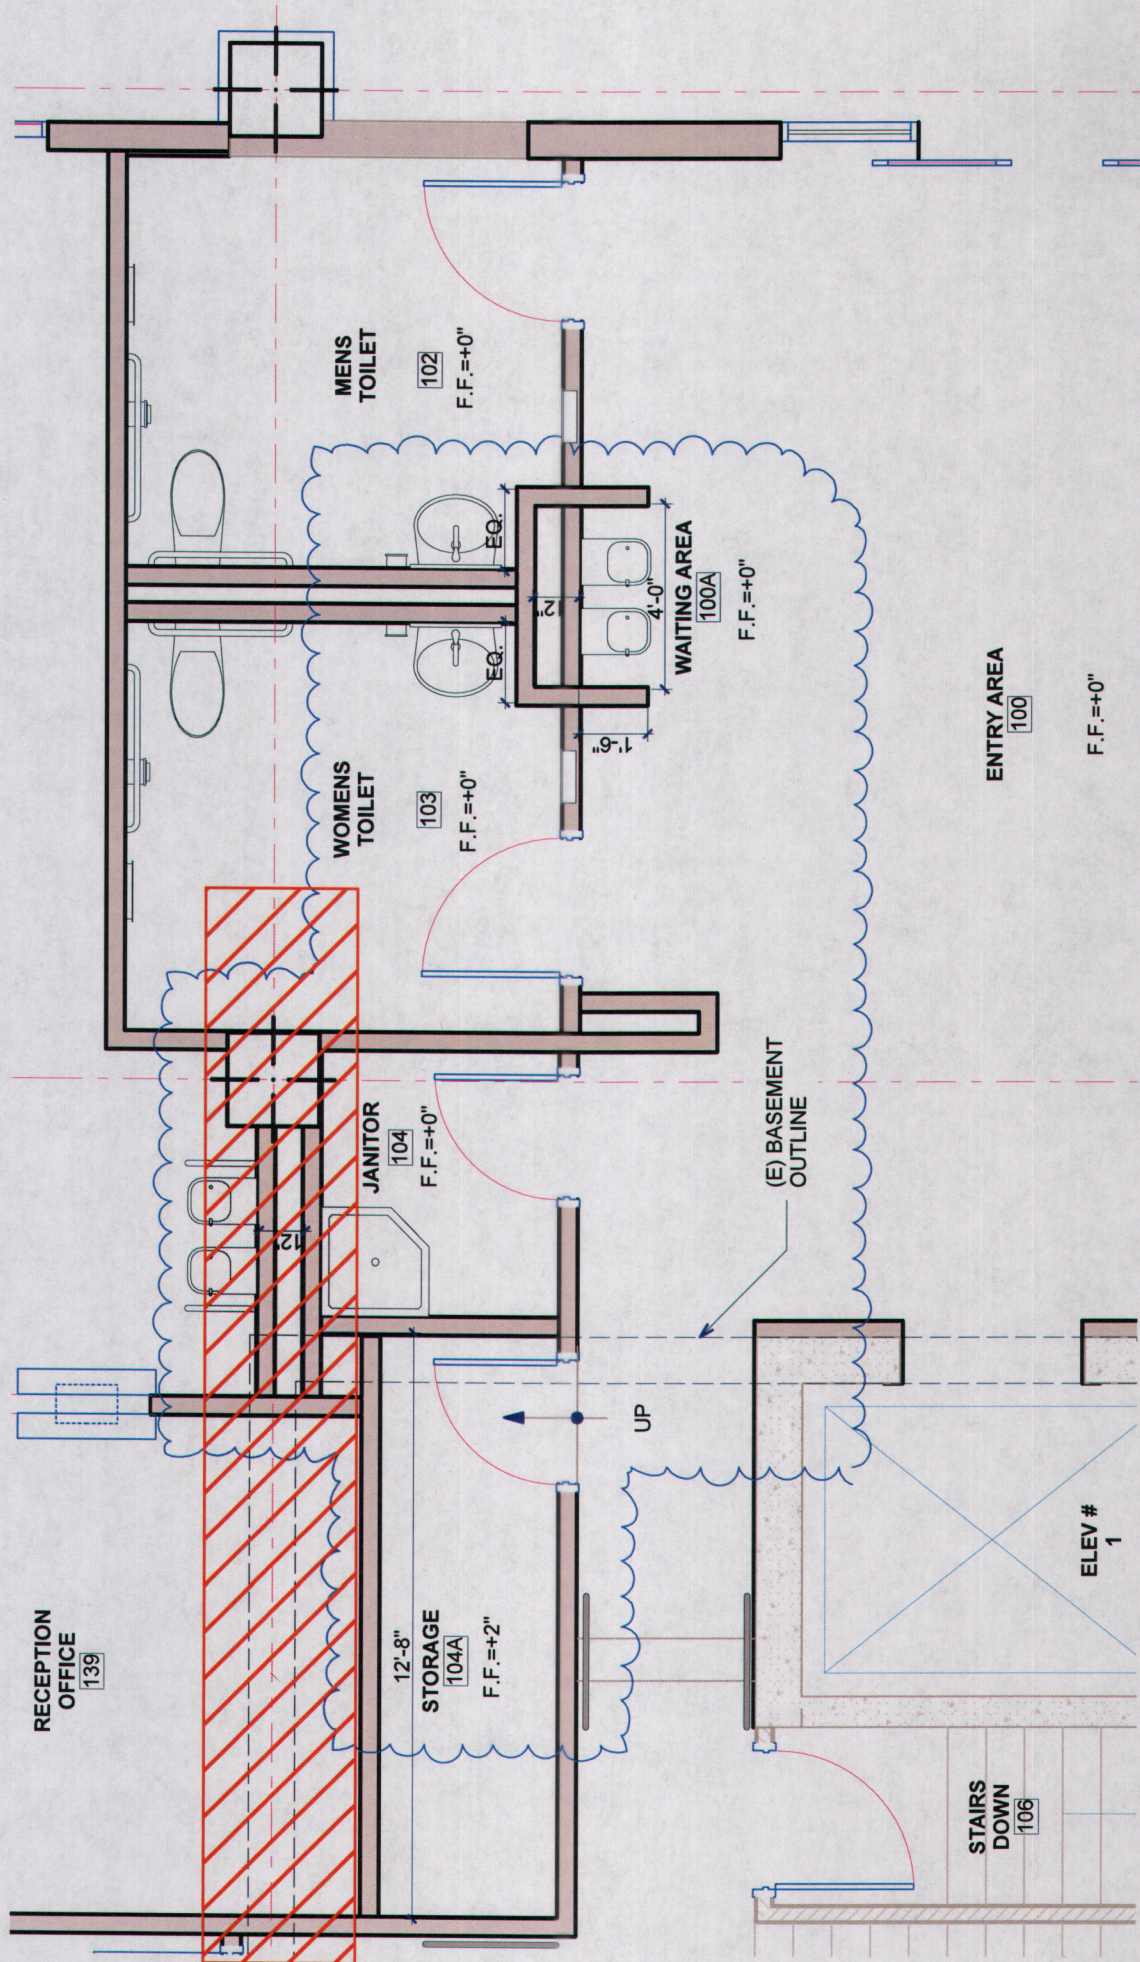 MENS
TOILET
102
F.F.=+0"
EQ.
EQ.
2"
4'-0"
WAITING AREA
100A
F.F.=+0"
1'-6"
WOMENS
TOILET
103
F.F.=+0"
ENTRY AREA
100
F.F.=+0"
JANITOR
104
F.F.=+0"
12"
(E) BASEMENT
OUTLINE
UP
RECEPTION
OFFICE
139
12'-8"
STORAGE
104A
F.F.=+2"
ELEV #
1
STAIRS
DOWN
106